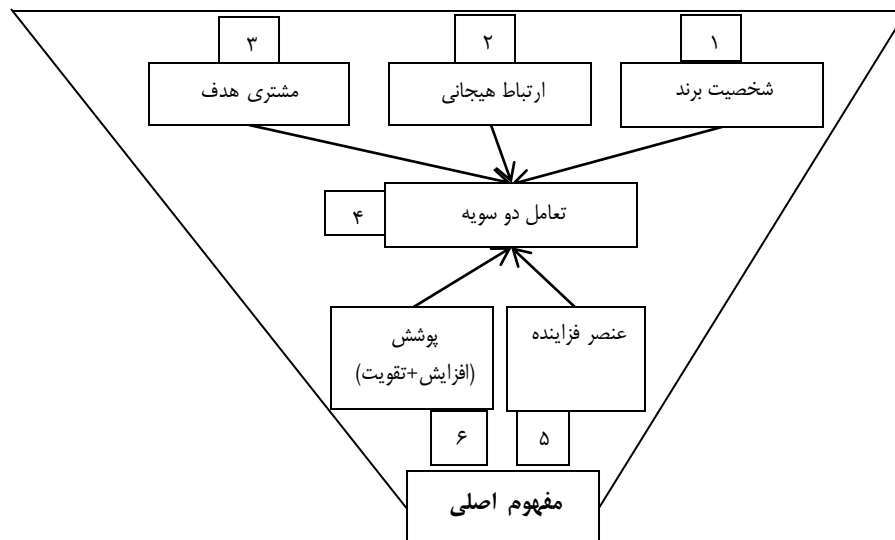 ۱
۲
۳
شخصیت برند
ارتباط هیجانی
مشتری هدف
تعامل دو سویه
۴
عنصر فزاینده
پوشش
(افزایش+تقویت)
۵
۶
مفهوم اصلی